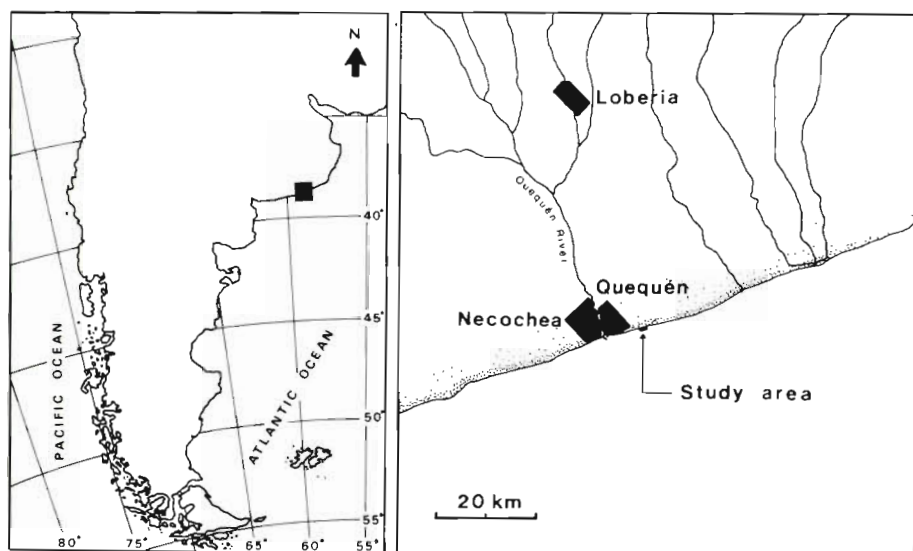 N
40°
45°
50°
55°
PACIFIC OCEAN
ATLANTIC OCEAN
80° 75° 65° 60° 55°
Loberia
Quequén River
Quequén
Necochea
Study area
20 km